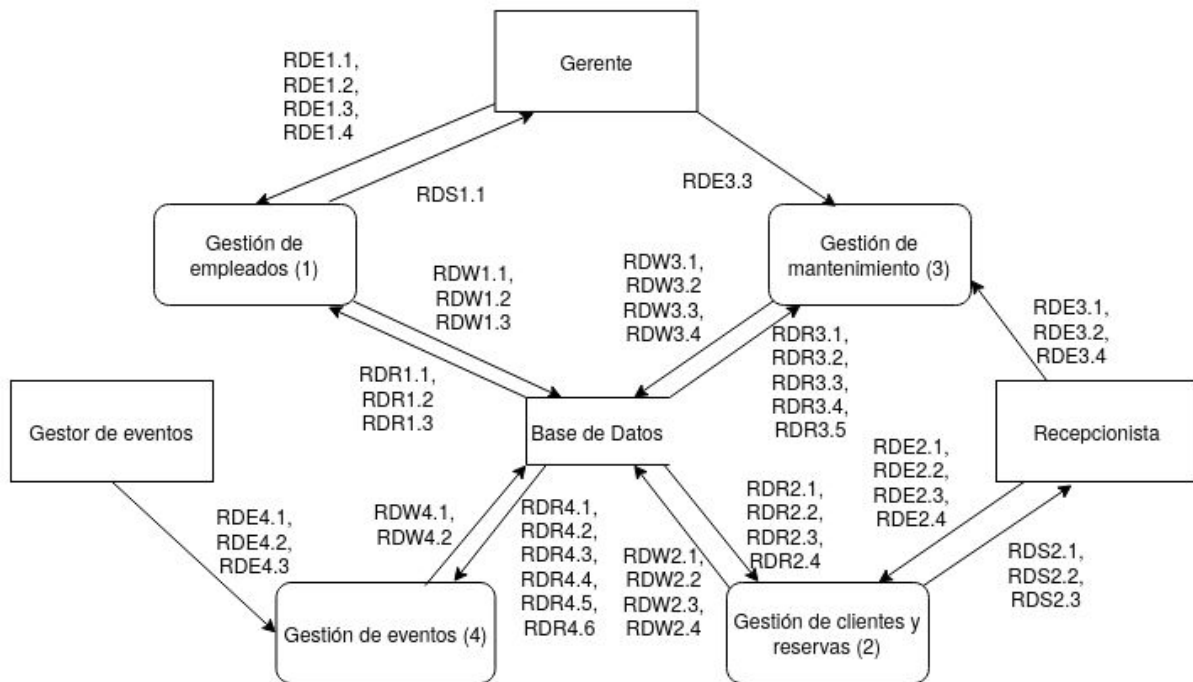 Gerente
RDE1.1,
RDE1.2,
RDE1.3,
RDE1.4
RDS1.1
RDE3.3
Gestión de
empleados (1)
Gestión de
mantenimiento (3)
RDW1.1,
RDW1.2
RDW1.3
RDW3.1,
RDW3.2
RDW3.3,
RDW3.4
RDE3.1,
RDE3.2,
RDE3.4
RDR1.1,
RDR1.2
RDR1.3
RDR3.1,
RDR3.2,
RDR3.3,
RDR3.4,
RDR3.5
Gestor de eventos
Base de Datos
Recepcionista
RDE2.1,
RDE2.2,
RDE2.3,
RDE2.4
RDE4.1,
RDE4.2,
RDE4.3
RDW4.1,
RDW4.2
RDR4.1,
RDR4.2,
RDR4.3,
RDR4.4,
RDR4.5,
RDR4.6
RDW2.1,
RDW2.2
RDW2.3,
RDW2.4
RDR2.1,
RDR2.2,
RDR2.3,
RDR2.4
RDS2.1,
RDS2.2,
RDS2.3
Gestión de eventos (4)
Gestión de clientes y
reservas (2)